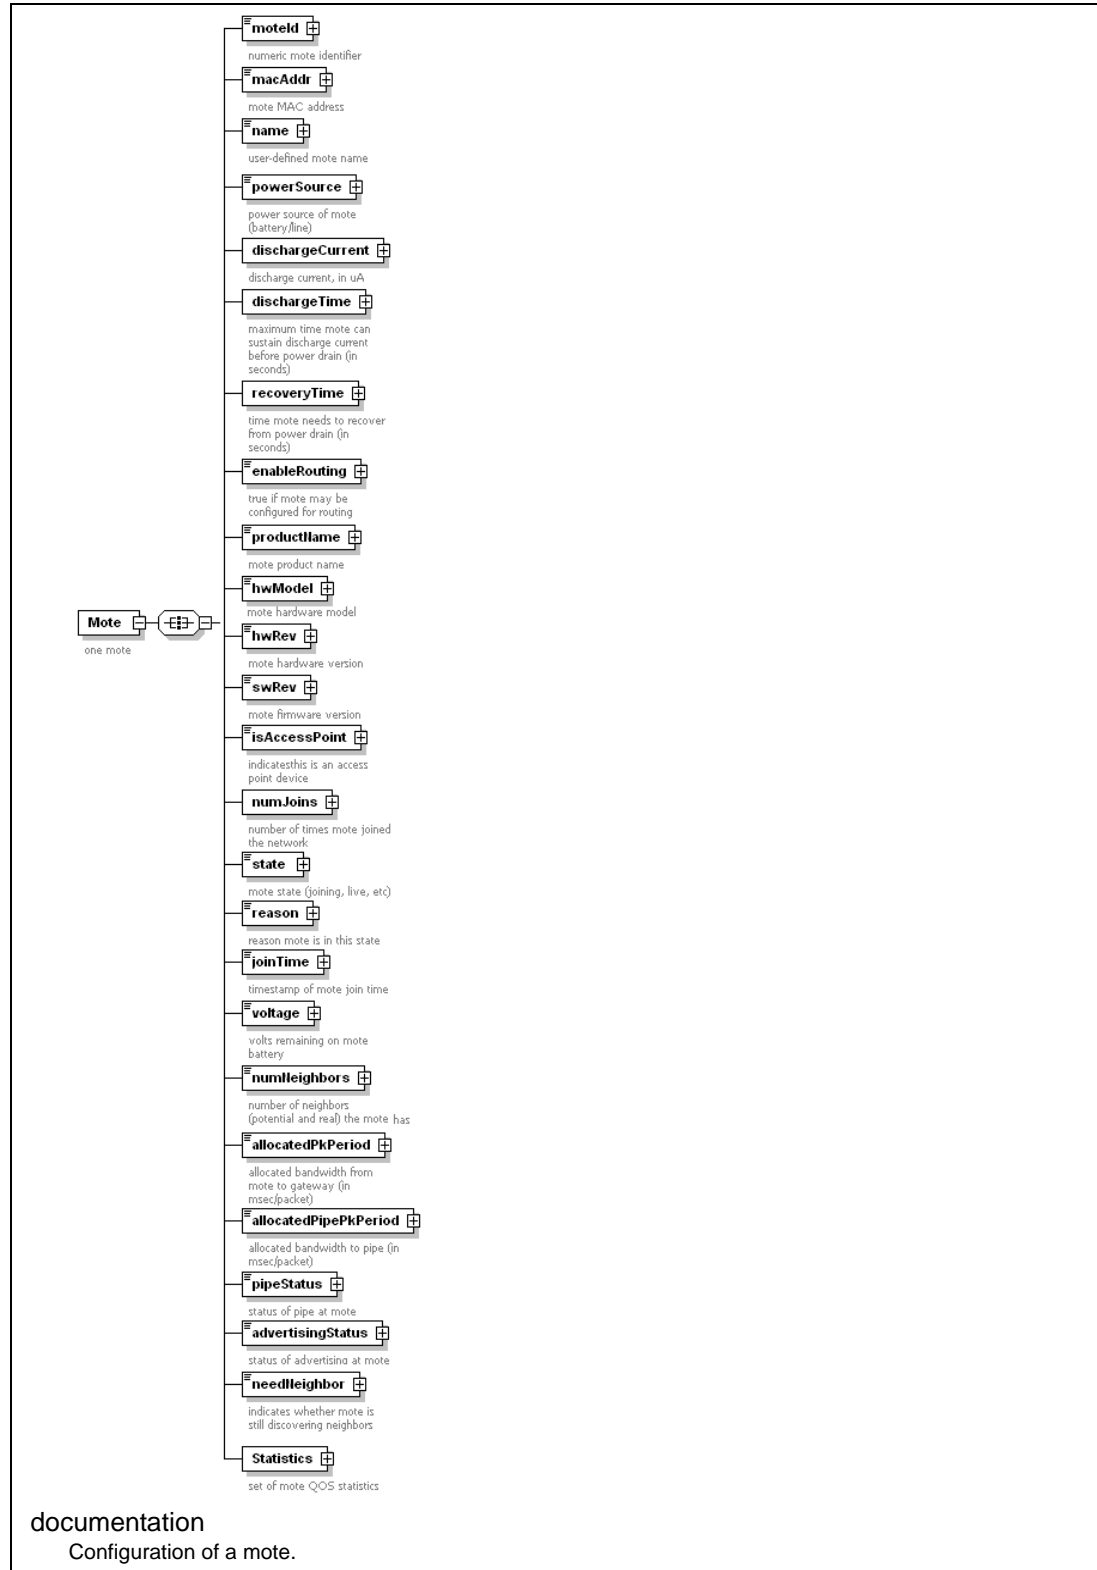 moteId
numeric mote identifier
macAddr
mote MAC address
name
user-defined mote name
powerSource
power source of mote
(battery/line)
dischargeCurrent
discharge current, in uA
dischargeTime
maximum time mote can
sustain discharge current
before power drain (in
seconds)
recoveryTime
time mote needs to recover
from power drain (in
seconds)
enableRouting
true if mote may be
configured for routing
productName
mote product name
hwModel
mote hardware model
Mote
one mote
hwRev
mote hardware version
swRev
mote firmware version
isAccessPoint
indicatesthis is an access
point device
numJoins
number of times mote joined
the network
state
mote state (joining, live, etc)
reason
reason mote is in this state
joinTime
timestamp of mote join time
voltage
volts remaining on mote
battery
numNeighbors
number of neighbors
(potential and real) the mote has
allocatedPkPeriod
allocated bandwidth from
mote to gateway (in
msec/packet)
allocatedPipePkPeriod
allocated bandwidth to pipe (in
msec/packet)
pipeStatus
status of pipe at mote
advertisingStatus
status of advertising at mote
needNeighbor
indicates whether mote is
still discovering neighbors
Statistics
set of mote QOS statistics
documentation
Configuration of a mote.